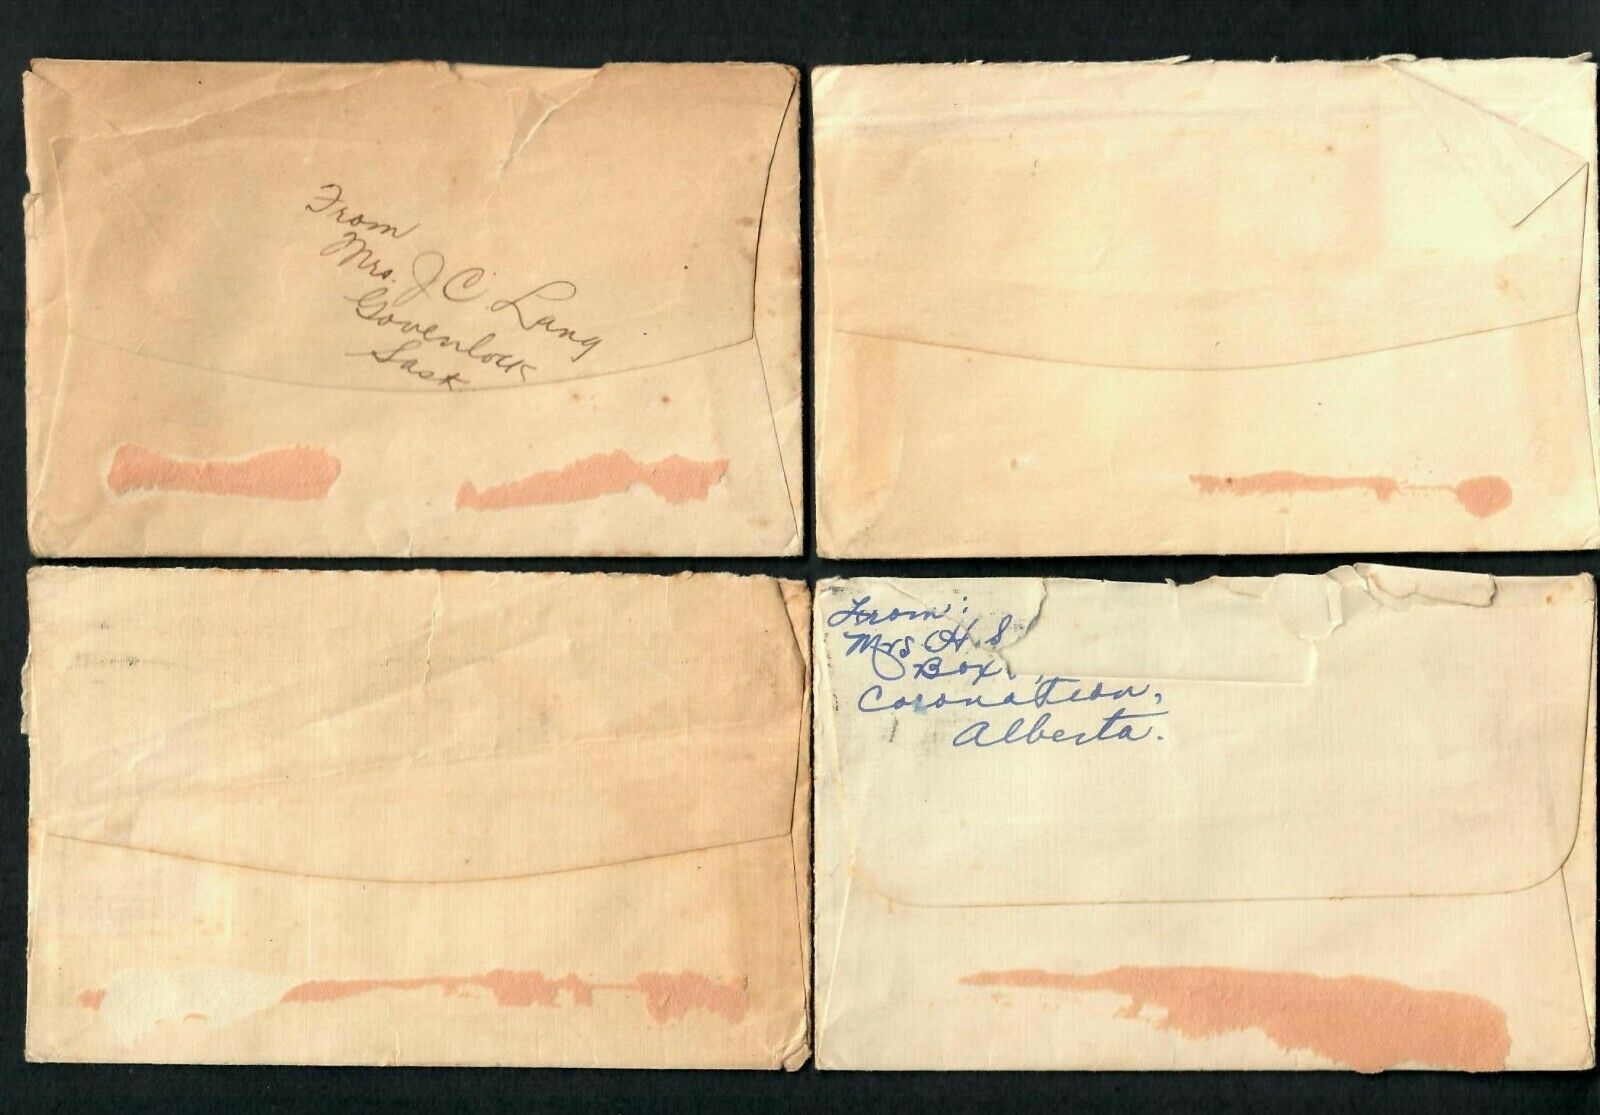 From
Mrs. J C Lang
Govenlock
Sask
From:
Mrs H. S
Box
Coronation,
Alberta.